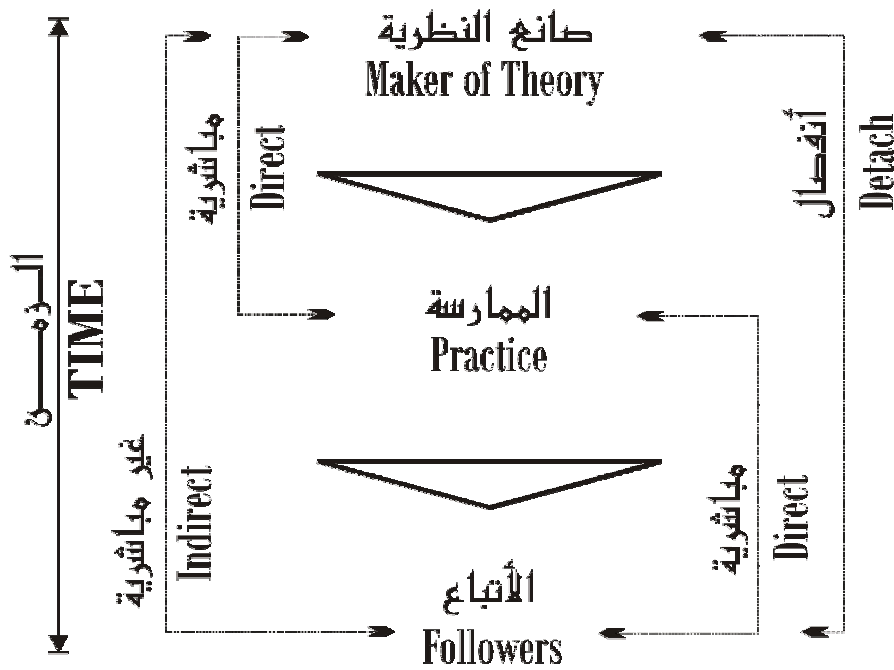 صانع النظرية
Maker of Theory
مباشرية
Direct
أنفصال
Detach
الزمن
TIME
الممارسة
Practice
غير مباشرية
Indirect
مباشرية
Direct
الأتباع
Followers